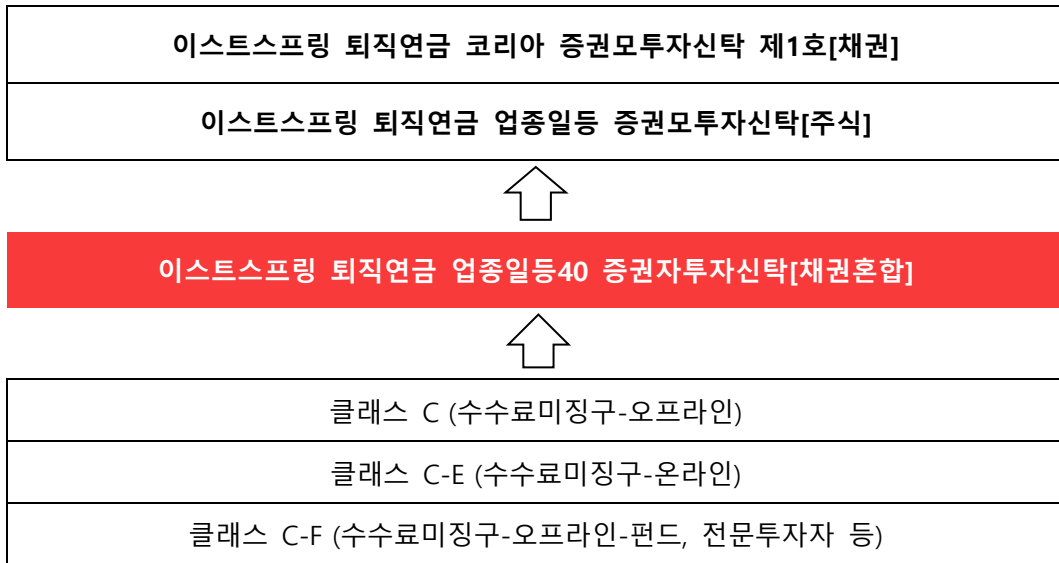 이스트스프링 퇴직연금 코리아 증권모투자신탁 제1호[채권]
이스트스프링 퇴직연금 업종일등 증권모투자신탁[주식]
이스트스프링 퇴직연금 업종일등40 증권자투자신탁[채권혼합]
클래스 C (수수료미징구-오프라인)
클래스 C-E (수수료미징구-온라인)
클래스 C-F (수수료미징구-오프라인-펀드, 전문투자자 등)